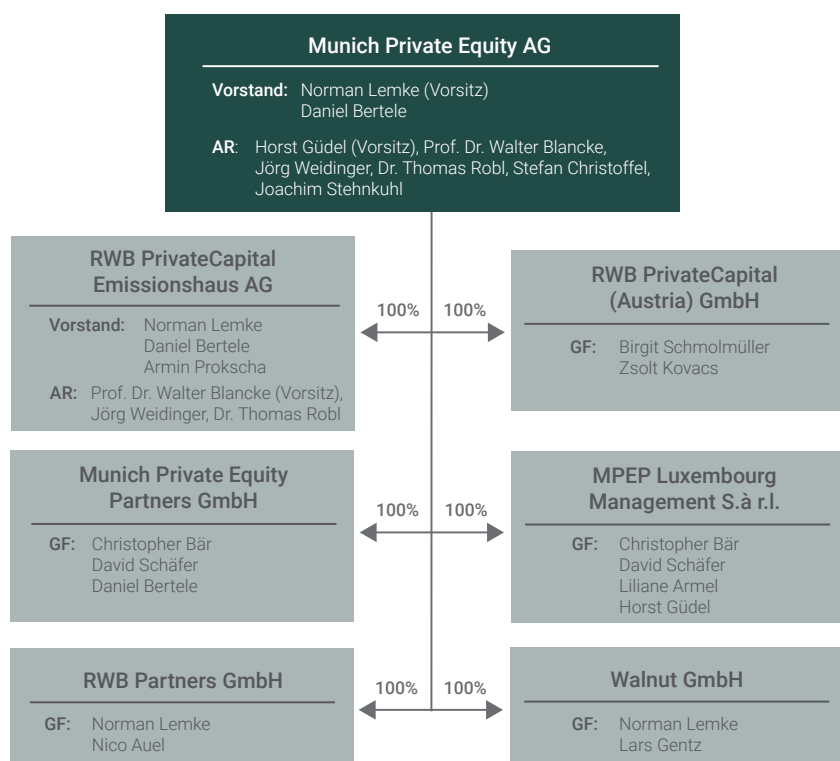 Munich Private Equity AG
Vorstand: Norman Lemke (Vorsitz)
Daniel Bertele
AR: Horst Güdel (Vorsitz), Prof. Dr. Walter Blancke,
Jörg Weidinger, Dr. Thomas Robl, Stefan Christoffel,
Joachim Stehnkuhl
RWB PrivateCapital
Emissionshaus AG
Vorstand: Norman Lemke
Daniel Bertele
Armin Prokscha
AR: Prof. Dr. Walter Blancke (Vorsitz),
Jörg Weidinger, Dr. Thomas Robl
100% 100%
RWB PrivateCapital
(Austria) GmbH
GF: Birgit Schmolmüller
Zsolt Kovacs
Munich Private Equity
Partners GmbH
GF: Christopher Bär
David Schäfer
Daniel Bertele
100% 100%
MPEP Luxembourg
Management S.à r.l.
GF: Christopher Bär
David Schäfer
Liliane Armel
Horst Güdel
RWB Partners GmbH
GF: Norman Lemke
Nico Auel
100% 100%
Walnut GmbH
GF: Norman Lemke
Lars Gentz